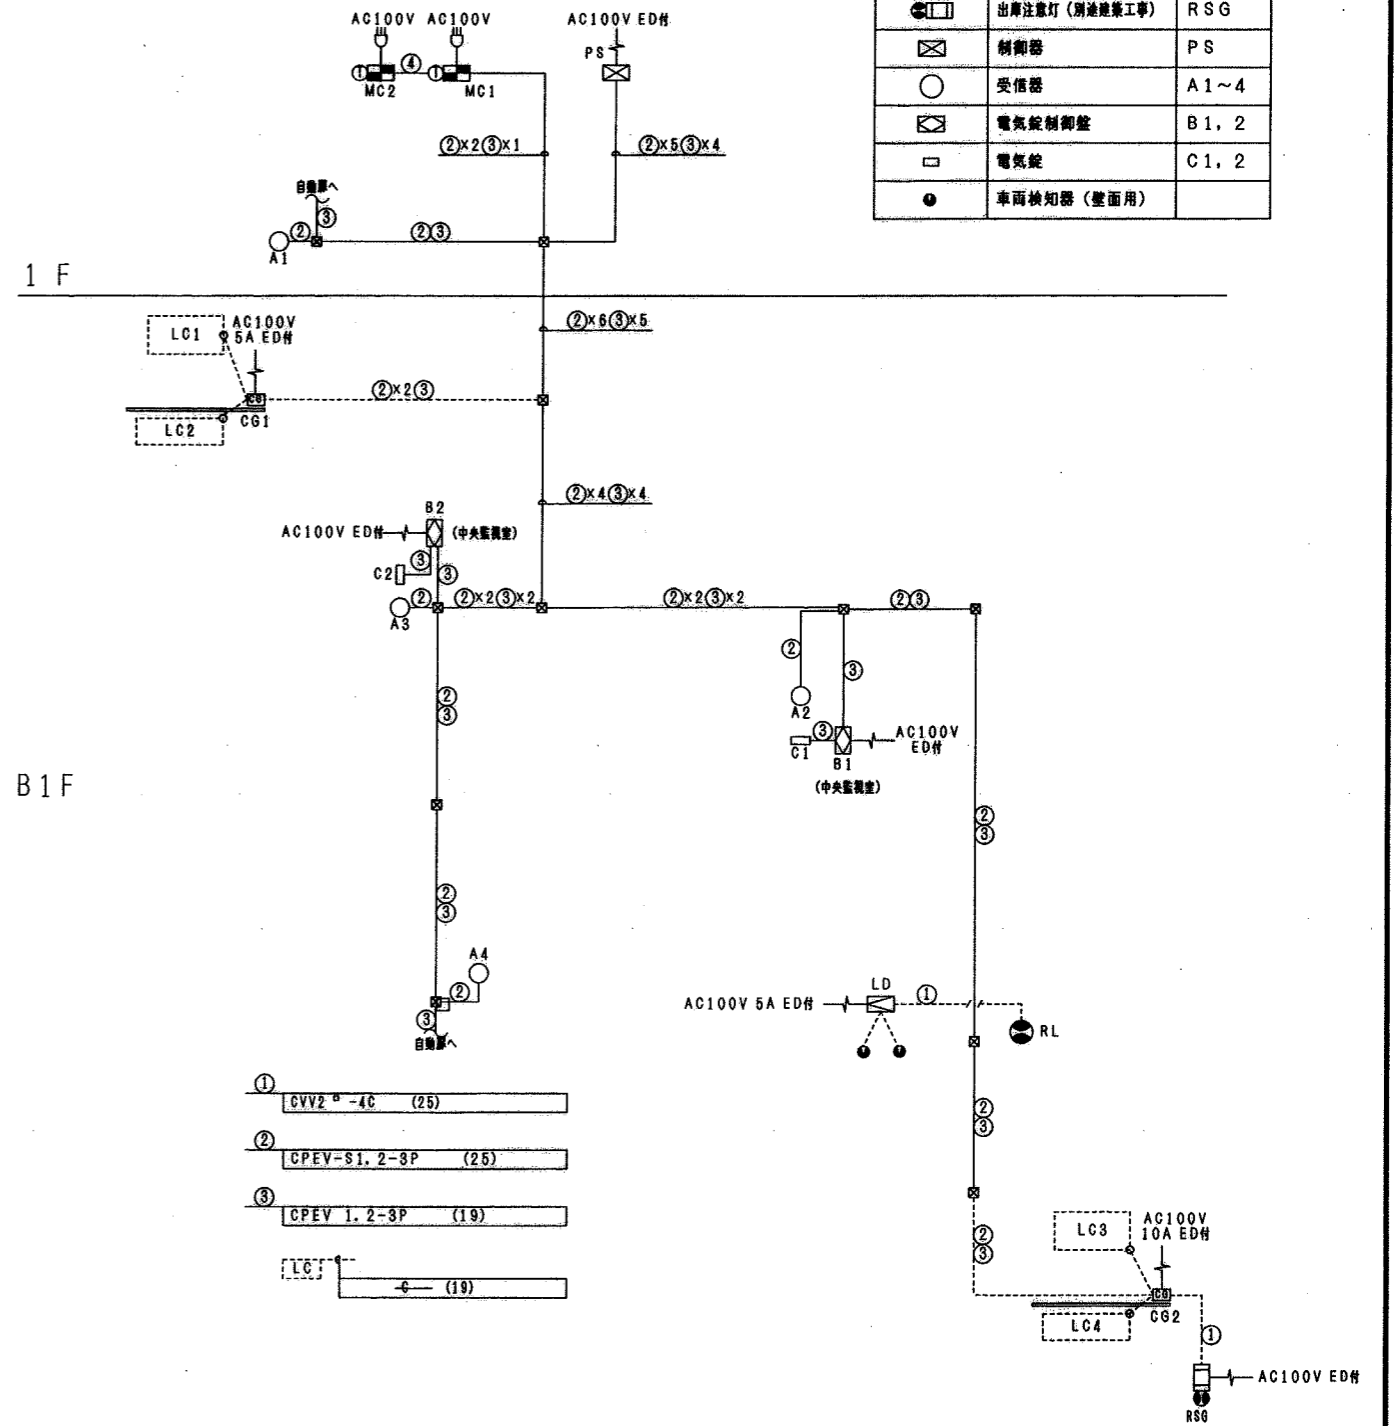 AC100V AC100V
AC100V ED付
PS
① ④ ①
MC2 MC1
②×2③×1
②×5③×4
自動扉へ
③
② ②③
A1
出庫注意灯（別途建築工事） RSG
制御器 PS
受信器 A1~4
電気錠制御盤 B1, 2
電気錠 C1, 2
車両検知器（壁面用）
1F
②×6③×5
LC1
AC100V
5A ED付
②×2③
CG
CG1
LC2
②×4③×4
B2
AC100V ED付
(中央監視室)
③
C2
③
② ②×2③×2
A3
②×2③×2
②③
②
③
A2
②
③
③
C1
B1
AC100V
ED付
(中央監視室)
B1F
②
③
②
③
A4
②
③
自動扉へ
LD
AC100V 5A ED付
①
RL
②
③
②
③
LC3
AC100V
10A ED付
CG
CG2
LC4
①
AC100V ED付
RSG
①
CVV2□-4C (25)
②
CPEV-S1.2-3P (25)
③
CPEV 1.2-3P (19)
LC
G (19)